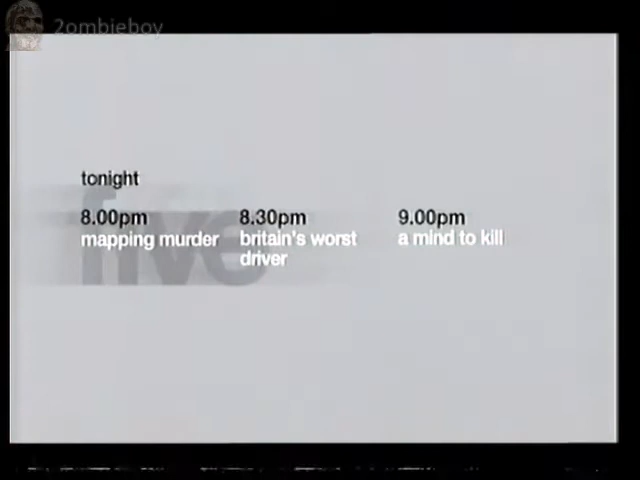 2ombieboy
tonight
five
8.00pm
mapping murder
8.30pm
britain's worst
driver
9.00pm
a mind to kill